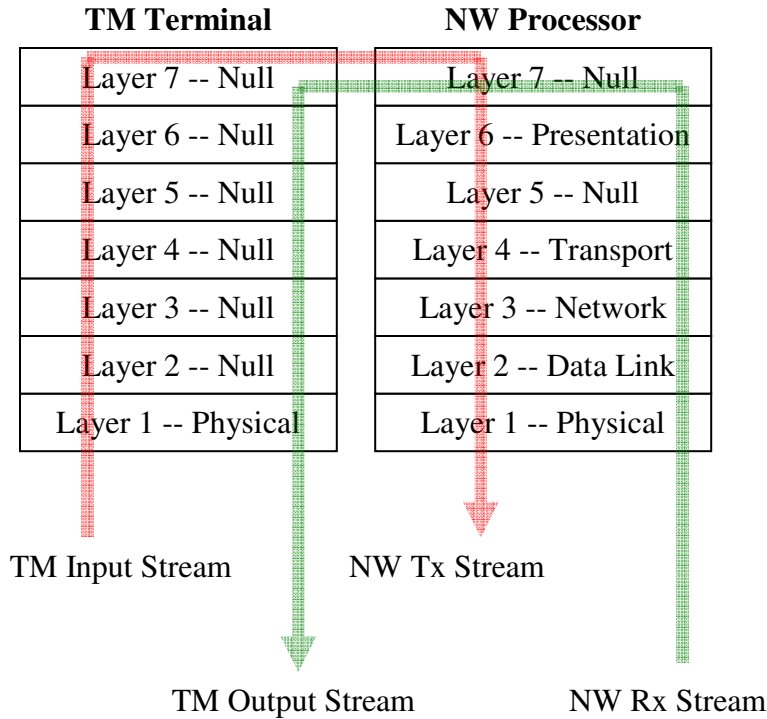 TM Terminal
NW Processor
Layer 7 -- Null
Layer 7 -- Null
Layer 6 -- Null
Layer 6 -- Presentation
Layer 5 -- Null
Layer 5 -- Null
Layer 4 -- Null
Layer 4 -- Transport
Layer 3 -- Null
Layer 3 -- Network
Layer 2 -- Null
Layer 2 -- Data Link
Layer 1 -- Physical
Layer 1 -- Physical
TM Input Stream
NW Tx Stream
TM Output Stream
NW Rx Stream